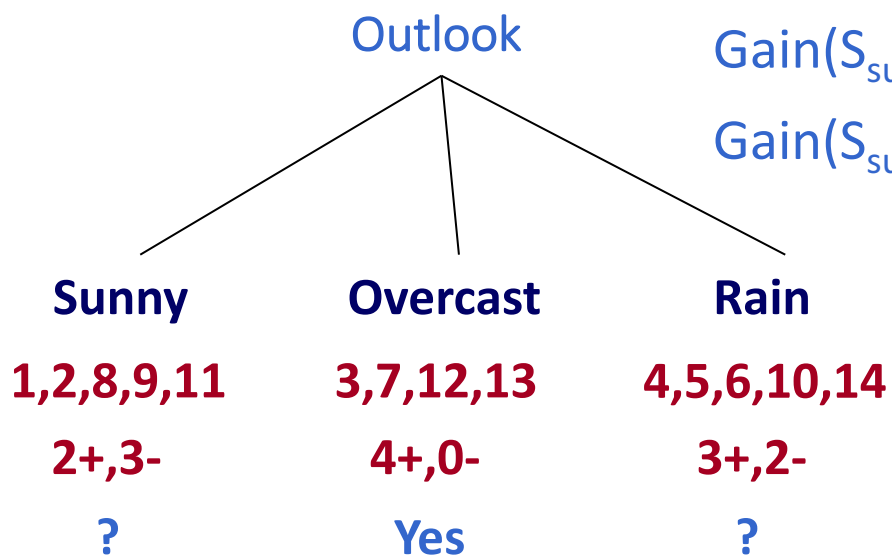 Outlook
Gain(S
Gain(S
Sunny Overcast Rain
1,2,8,9,11 3,7,12,13 4,5,6,10,14
2+,3- 4+,0- 3+,2-
? Yes ?